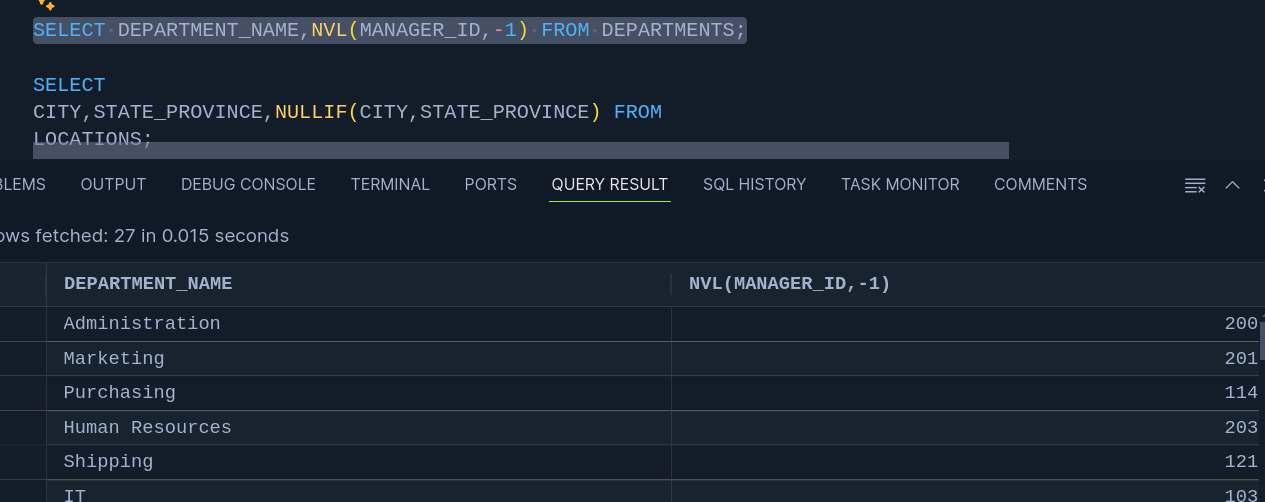 SELECT DEPARTMENT_NAME,NVL(MANAGER_ID,-1) FROM DEPARTMENTS;
SELECT
CITY,STATE_PROVINCE,NULLIF(CITY,STATE_PROVINCE) FROM
LOCATIONS;
BLEMS OUTPUT DEBUG CONSOLE TERMINAL PORTS QUERY RESULT SQL HISTORY TASK MONITOR COMMENTS
ows fetched: 27 in 0.015 seconds
DEPARTMENT_NAME NVL(MANAGER_ID,-1)
Administration 200
Marketing 201
Purchasing 114
Human Resources 203
Shipping 121
IT 103